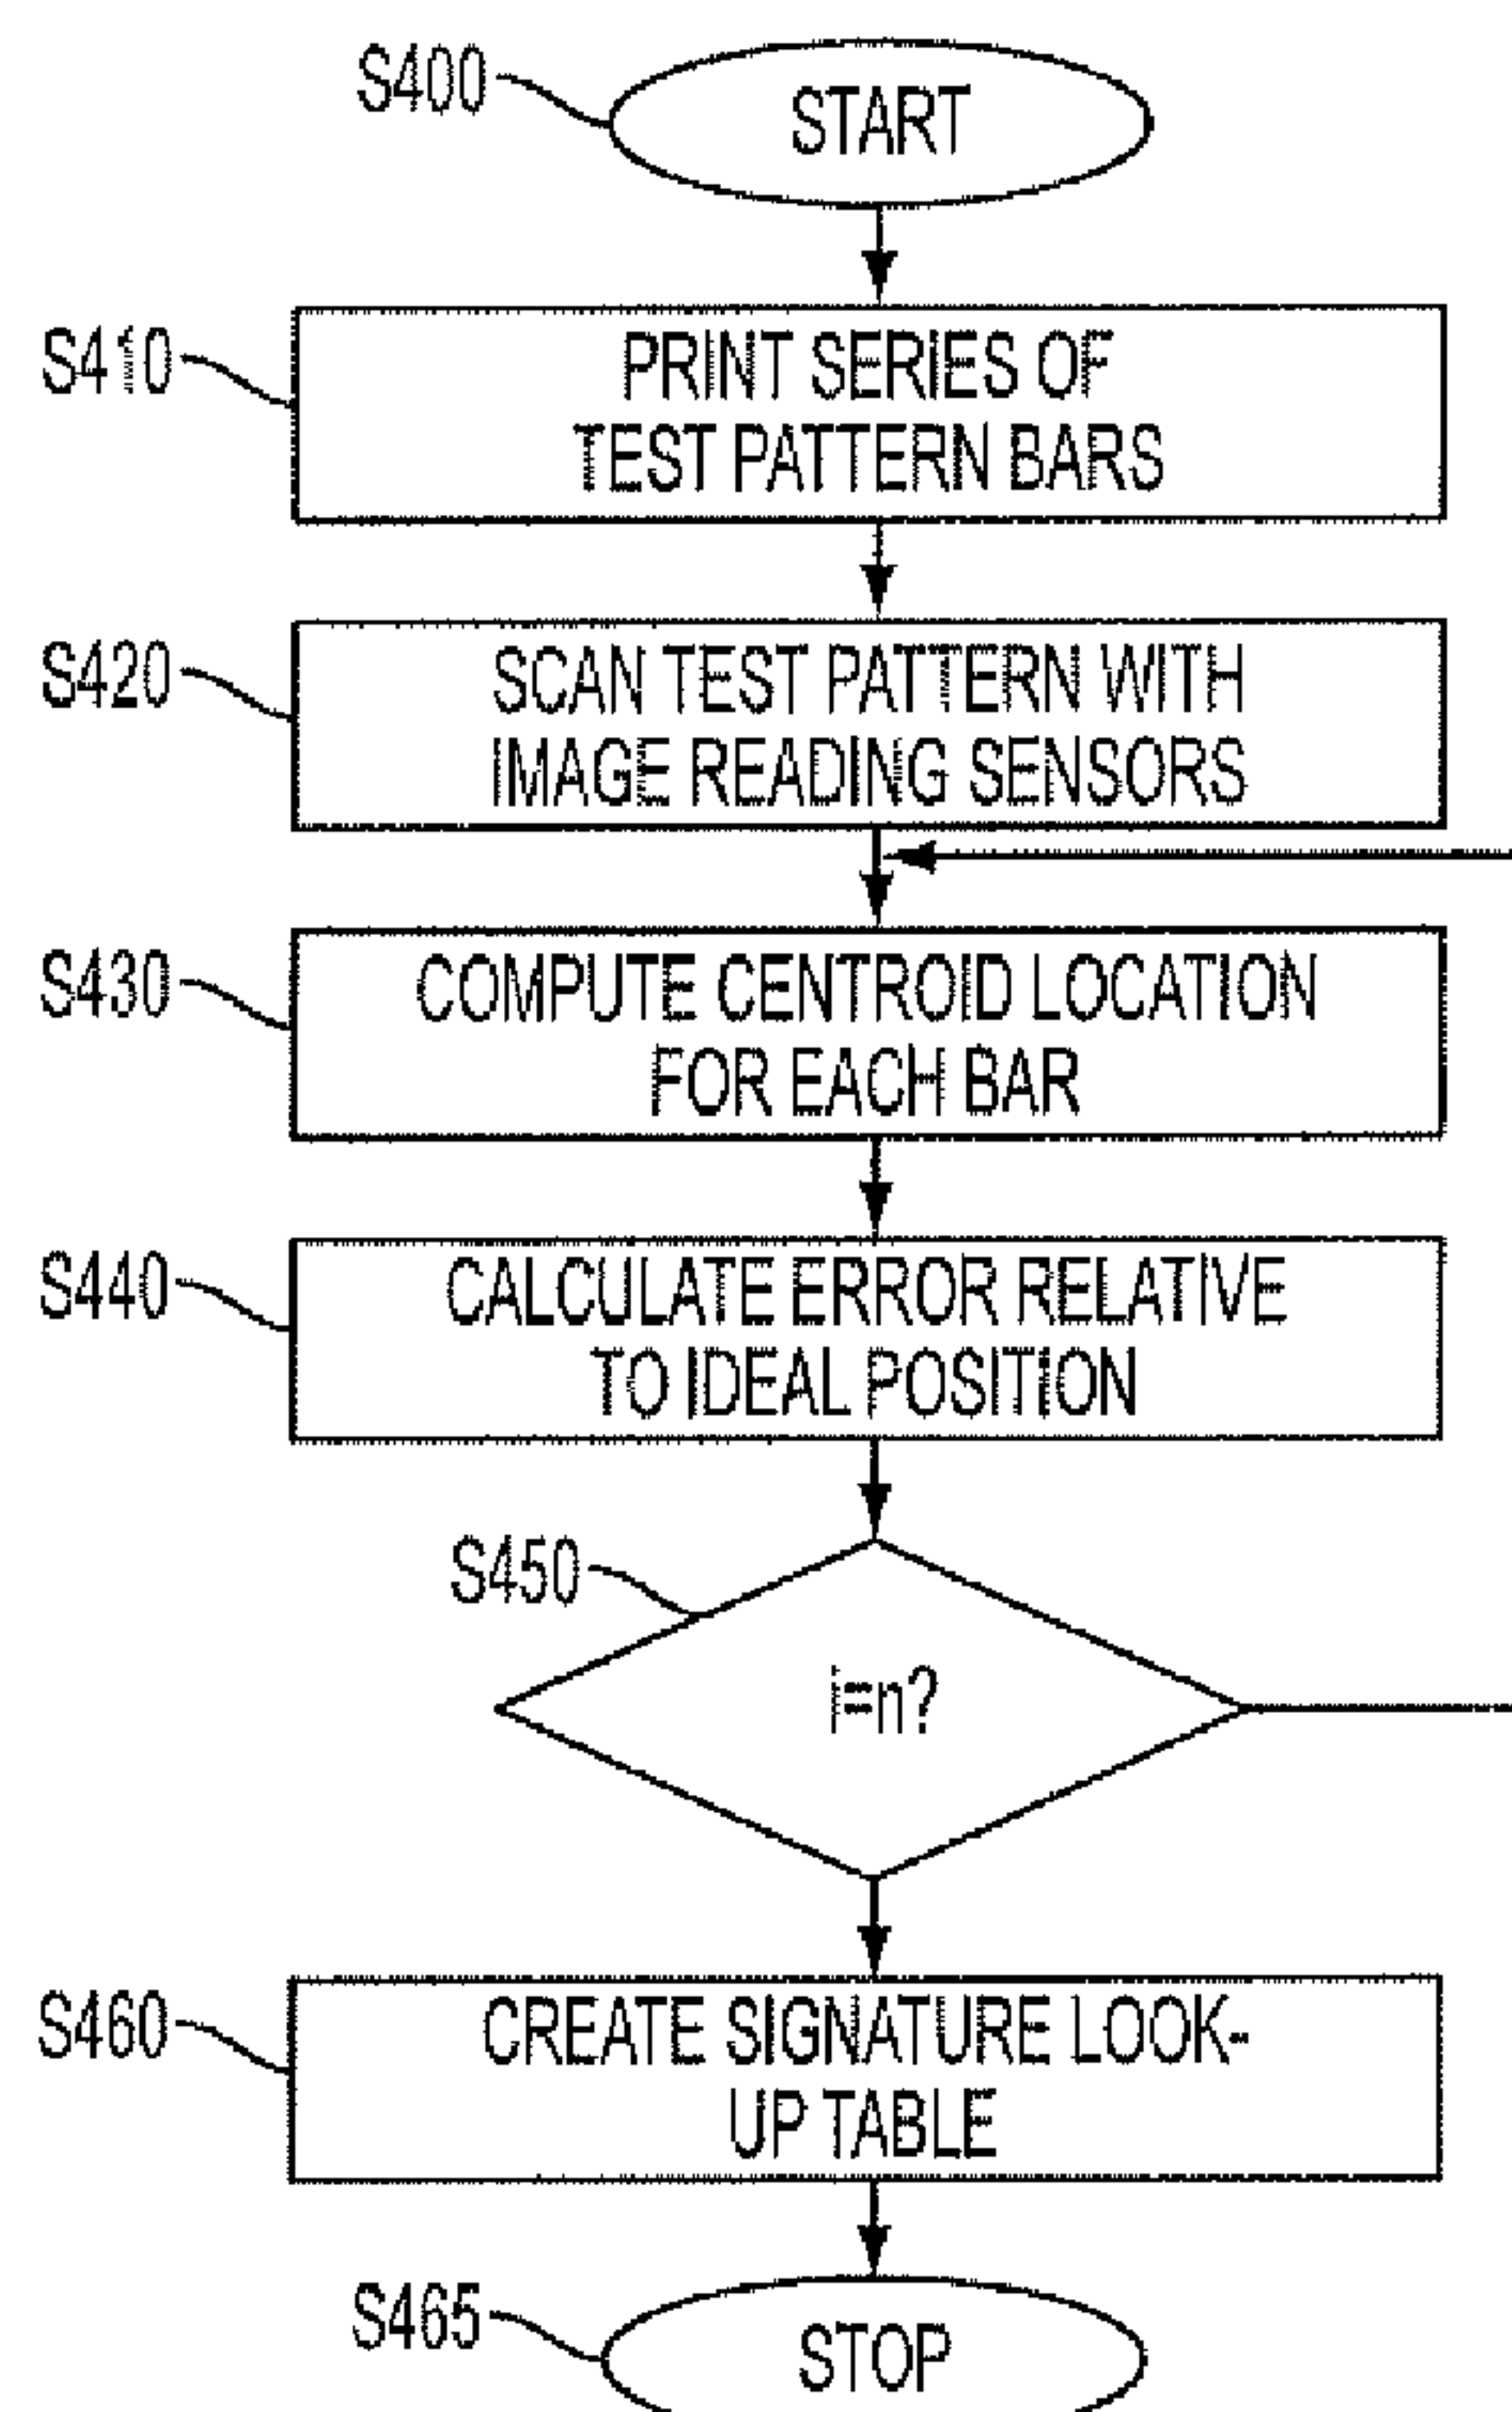 S400
START
S410
PRINT SERIES OF
TEST PATTERN BARS
S420
SCAN TEST PATTERN WITH
IMAGE READING SENSORS
S430
COMPUTE CENTROID LOCATION
FOR EACH BAR
S440
CALCULATE ERROR RELATIVE
TO IDEAL POSITION
S450
i=n?
S460
CREATE SIGNATURE LOOK-
UP TABLE
S465
STOP